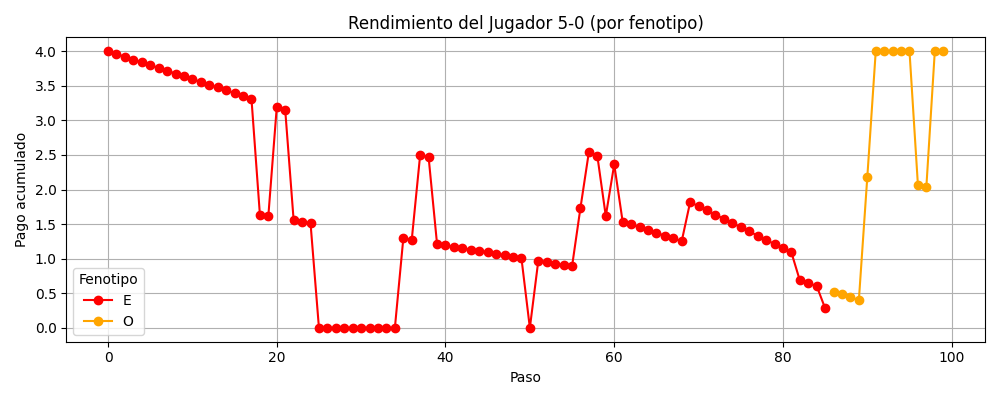 Rendimiento del Jugador 5-0 (por fenotipo)
Pago acumulado
4.0
3.5
3.0
2.5
2.0
1.5
1.0
0.5
0.0
Fenotipo
E
O
0 20 40 60 80 100
Paso